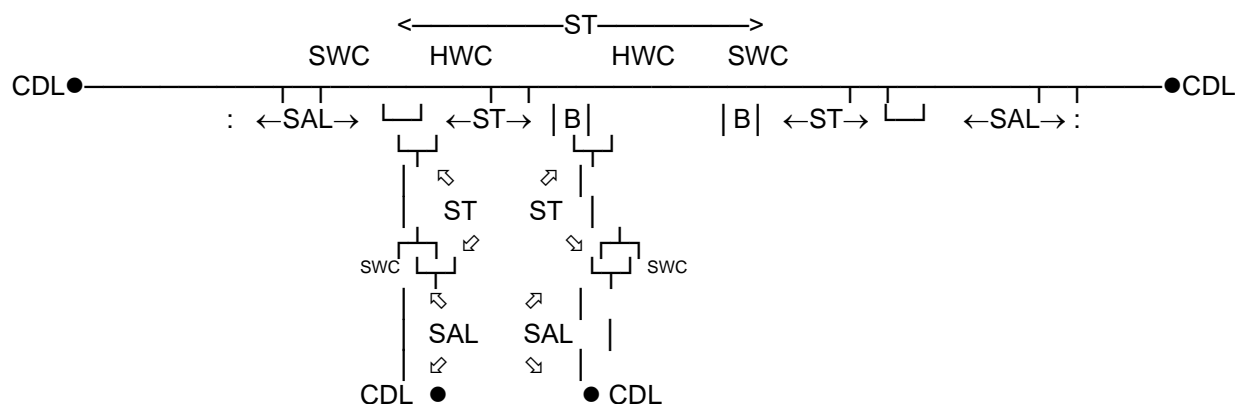 <————ST————>
SWC HWC HWC SWC
CDL●————●CDL
: ←SAL→ ←ST→ |B| |B| ←ST→ ←SAL→ :
ST ST
SWC SWC
SAL SAL
CDL ● ● CDL